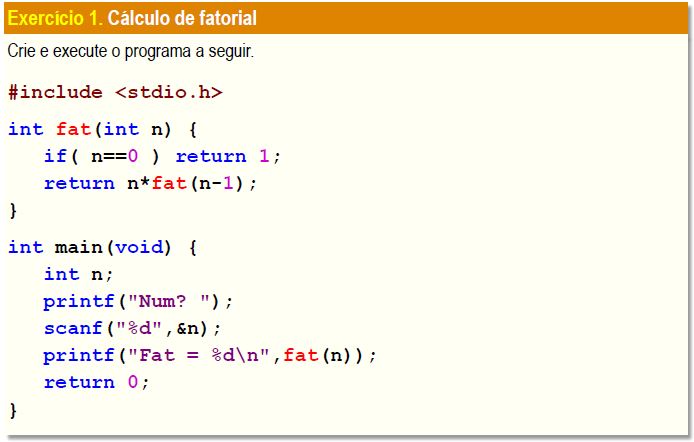 Exercício 1. Cálculo de fatorial
Crie e execute o programa a seguir.
#include <stdio.h>
int fat(int n) {
   if( n==0 ) return 1;
   return n*fat(n-1);
}
int main(void) {
   int n;
   printf("Num? ");
   scanf("%d",&n);
   printf("Fat = %d\n",fat(n));
   return 0;
}